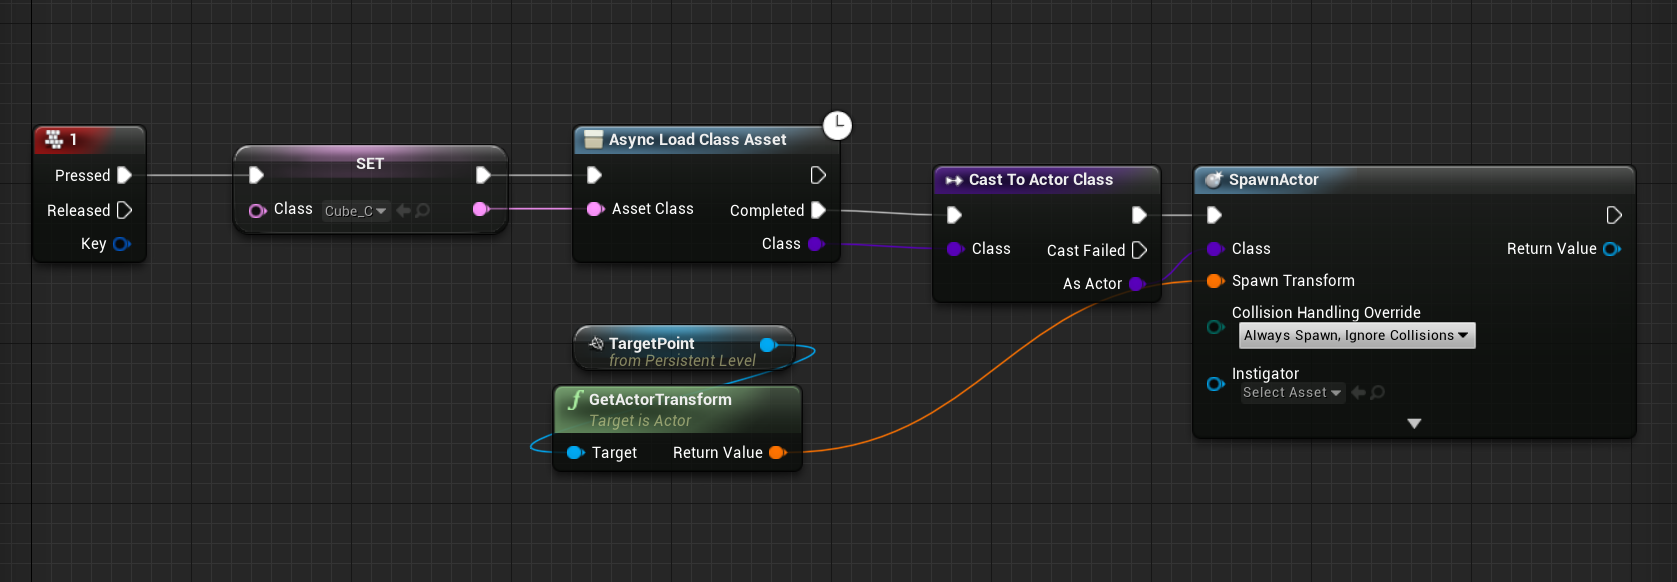 1
Pressed
Released
Key
SET
Class Cube_C
Async Load Class Asset
Asset Class
Completed
Class
Cast To Actor Class
Class
Cast Failed
As Actor
SpawnActor
Class
Return Value
Spawn Transform
Collision Handling Override
Always Spawn, Ignore Collisions
Instigator
Select Asset
TargetPoint
from Persistent Level
f GetActorTransform
Target is Actor
Target
Return Value